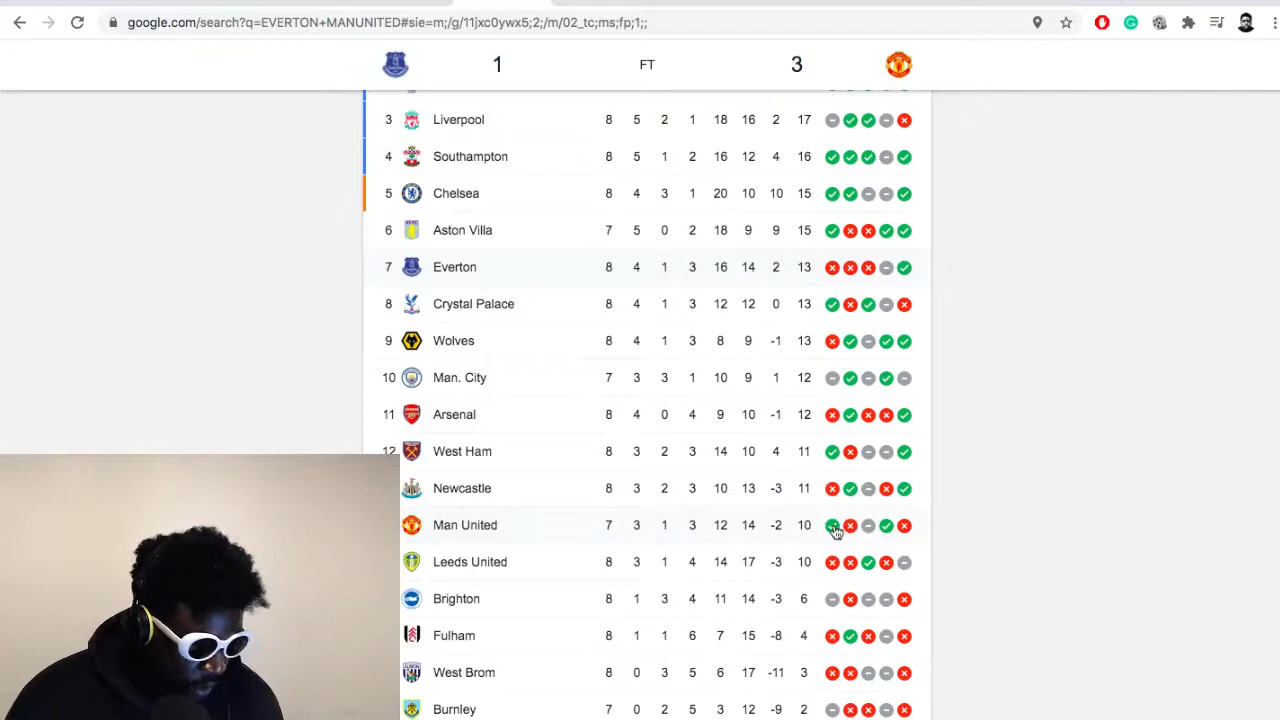 google.com/search?q=EVERTON+MANUNITED#sie=m;/g/11jxc0ywx5;2;/m/02_tc;ms;fp;1;;
1 FT 3
3 Liverpool 8 5 2 1 18 16 2 17
4 Southampton 8 5 1 2 16 12 4 16
5 Chelsea 8 4 3 1 20 10 10 15
6 Aston Villa 7 5 0 2 18 9 9 15
7 Everton 8 4 1 3 16 14 2 13
8 Crystal Palace 8 4 1 3 12 12 0 13
9 Wolves 8 4 1 3 8 9 -1 13
10 Man. City 7 3 3 1 10 9 1 12
11 Arsenal 8 4 0 4 9 10 -1 12
12 West Ham 8 3 2 3 14 10 4 11
Newcastle 8 3 2 3 10 13 -3 11
Man United 7 3 1 3 12 14 -2 10
Leeds United 8 3 1 4 14 17 -3 10
Brighton 8 1 3 4 11 14 -3 6
Fulham 8 1 1 6 7 15 -8 4
West Brom 8 0 3 5 6 17 -11 3
Burnley 7 0 2 5 3 12 -9 2